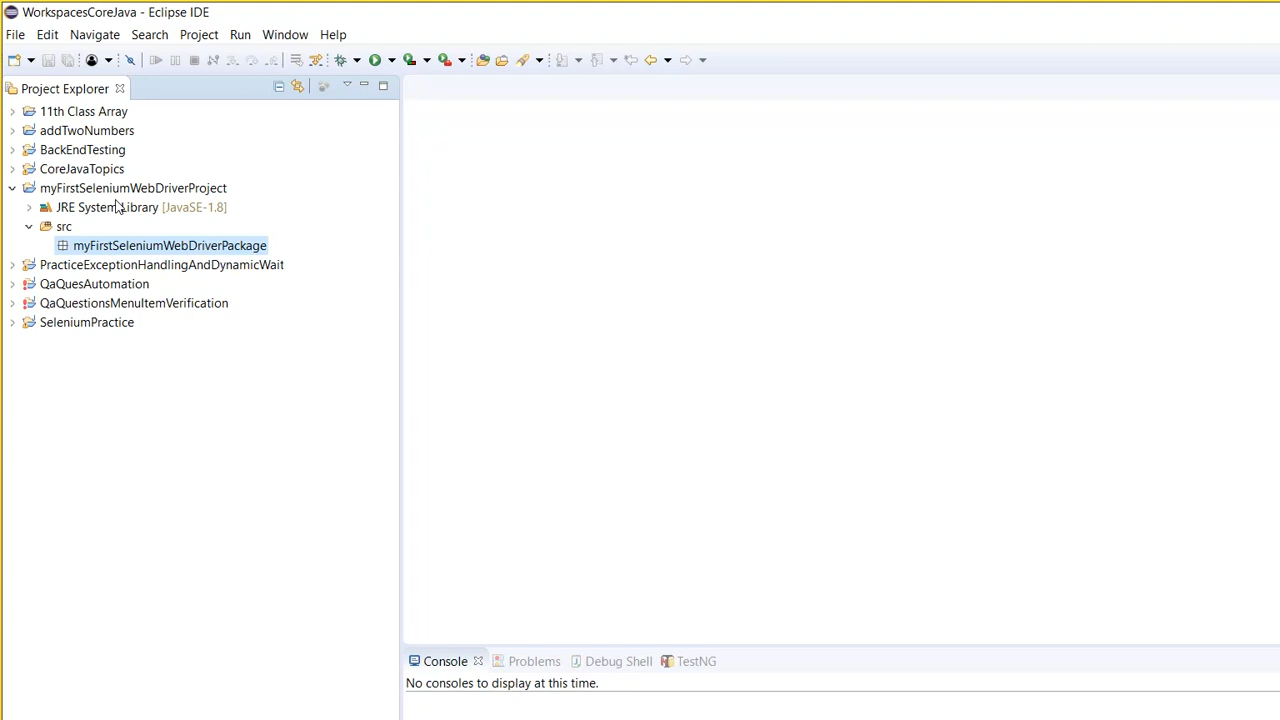 WorkspacesCoreJava - Eclipse IDE
File Edit Navigate Search Project Run Window Help
Project Explorer
11th Class Array
addTwoNumbers
BackEndTesting
CoreJavaTopics
myFirstSeleniumWebDriverProject
JRE System Library [JavaSE-1.8]
src
myFirstSeleniumWebDriverPackage
PracticeExceptionHandlingAndDynamicWait
QaQuesAutomation
QaQuestionsMenuItemVerification
SeleniumPractice
Console Problems Debug Shell TestNG
No consoles to display at this time.